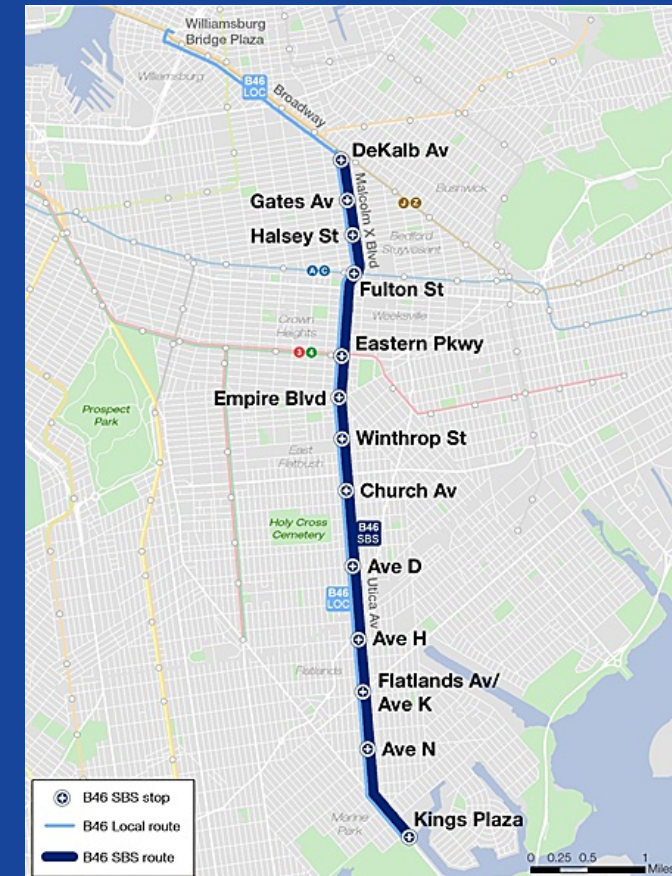 Williamsburg
Bridge Plaza
Williamsburg
B46
LOC
Broadway
DeKalb Av
Malcolm X Blvd
Bushwick
Gates Av
J Z
Halsey St
Bedford
Stuyvesant
A C
Fulton St
Crown
Heights
Weeksville
Eastern Pkwy
3 4
Empire Blvd
Prospect
Park
Winthrop St
East
Flatbush
Church Av
Holy Cross
Cemetery
B46
SBS
Ave D
B46
LOC
Utica Av
Ave H
Flatlands
Flatlands Av/
Ave K
Ave N
B46 SBS stop
B46 Local route
B46 SBS route
Marine
Park
Kings Plaza
0 0.25 0.5 1
Miles